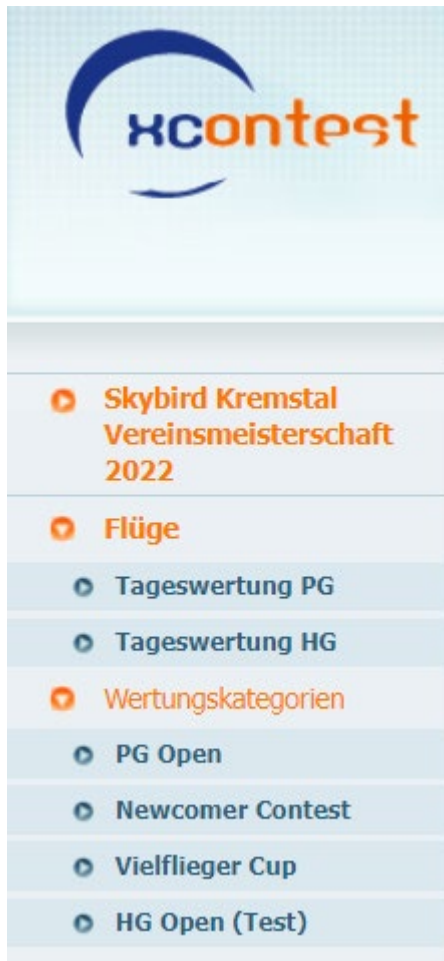 xcontest
Skybird Kremstal
Vereinsmeisterschaft
2022
Flüge
Tageswertung PG
Tageswertung HG
Wertungskategorien
PG Open
Newcomer Contest
Vielflieger Cup
HG Open (Test)